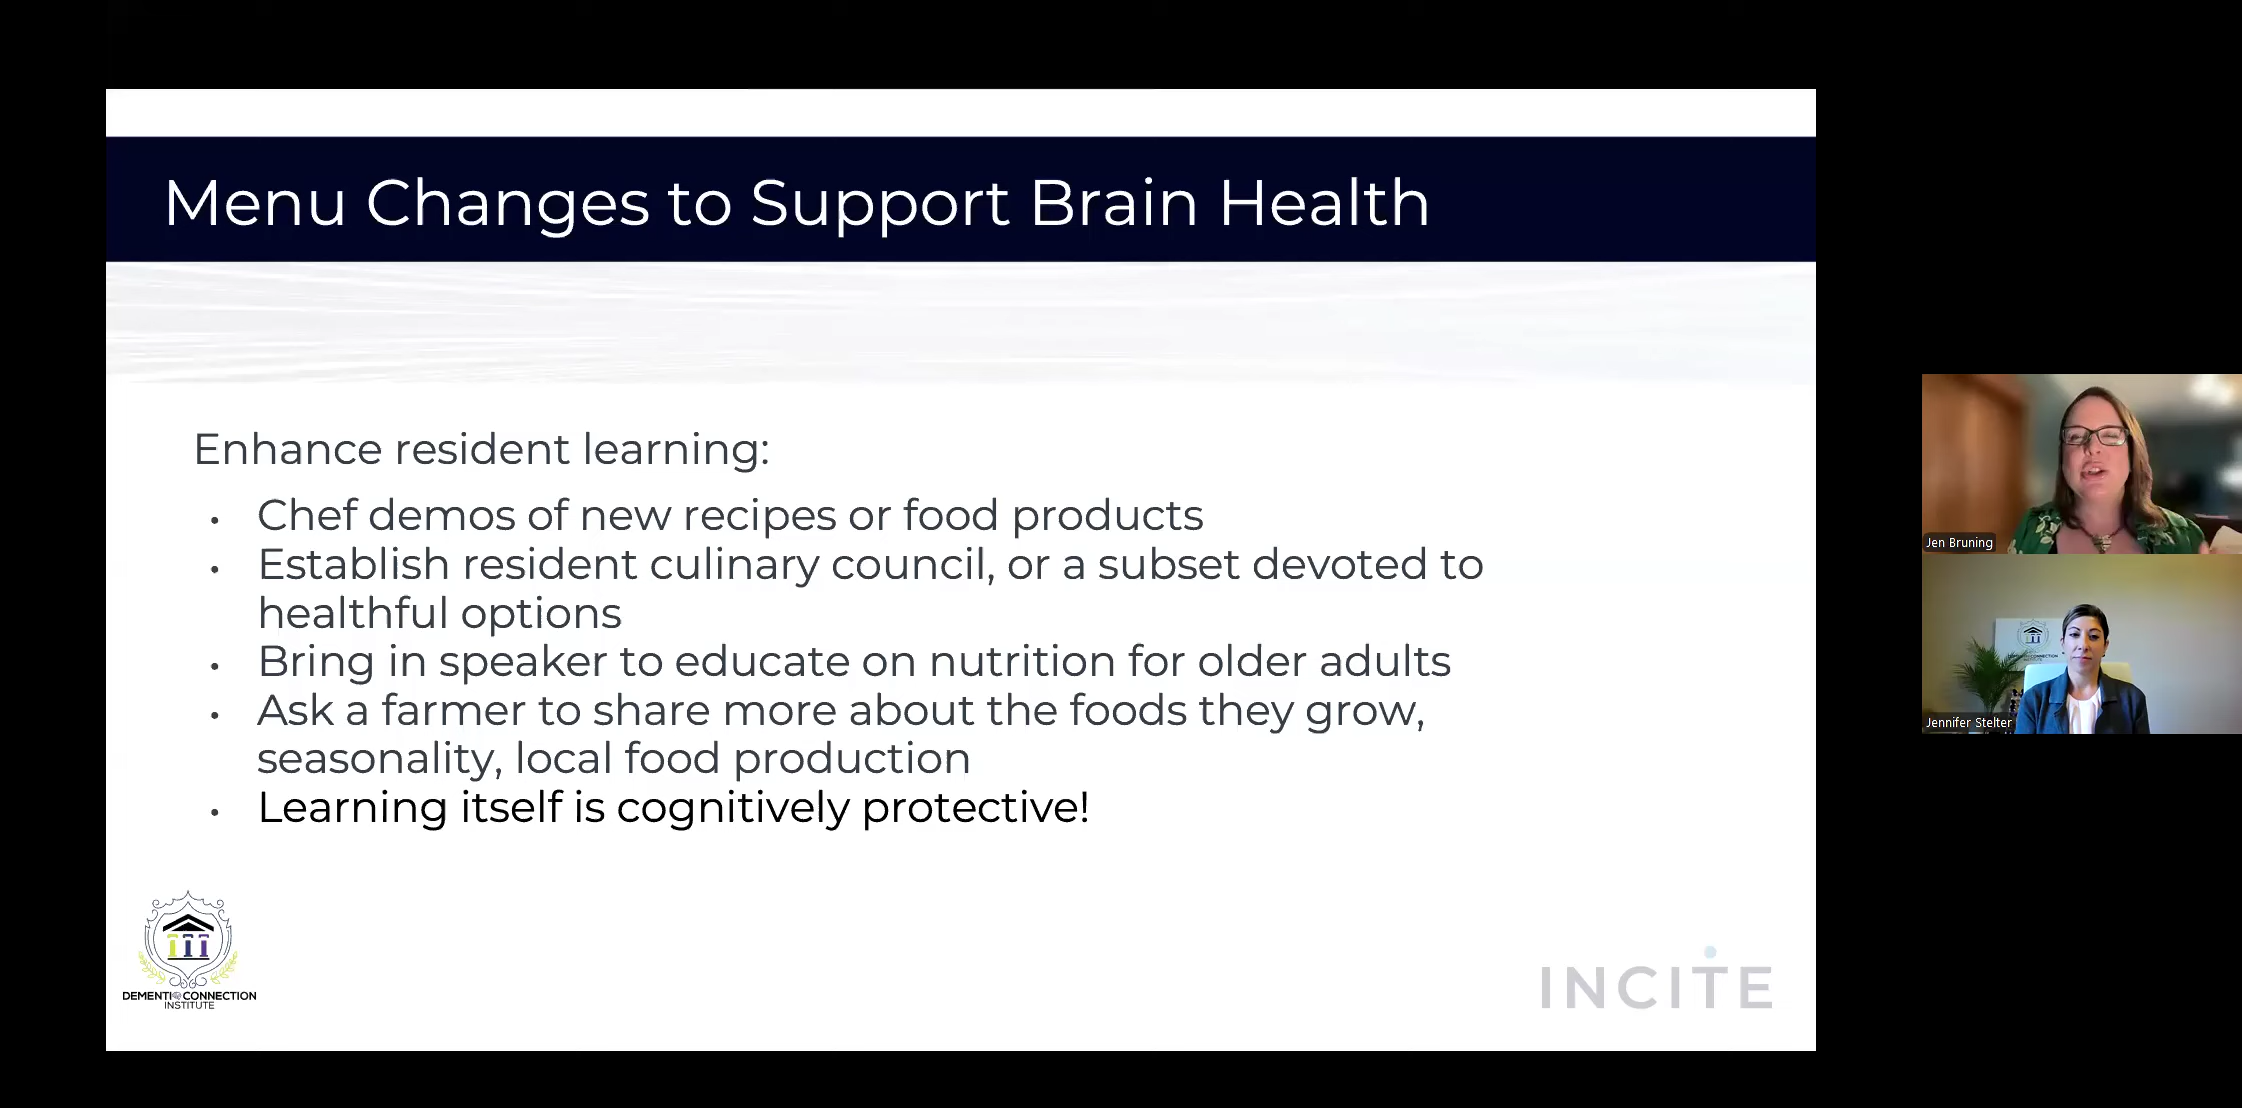 Menu Changes to Support Brain Health
Enhance resident learning:
• Chef demos of new recipes or food products
• Establish resident culinary council, or a subset devoted to
healthful options
• Bring in speaker to educate on nutrition for older adults
• Ask a farmer to share more about the foods they grow,
seasonality, local food production
• Learning itself is cognitively protective!
DEMENTIA CONNECTION
INSTITUTE
INCITE
Jen Bruning
Jennifer Stelter